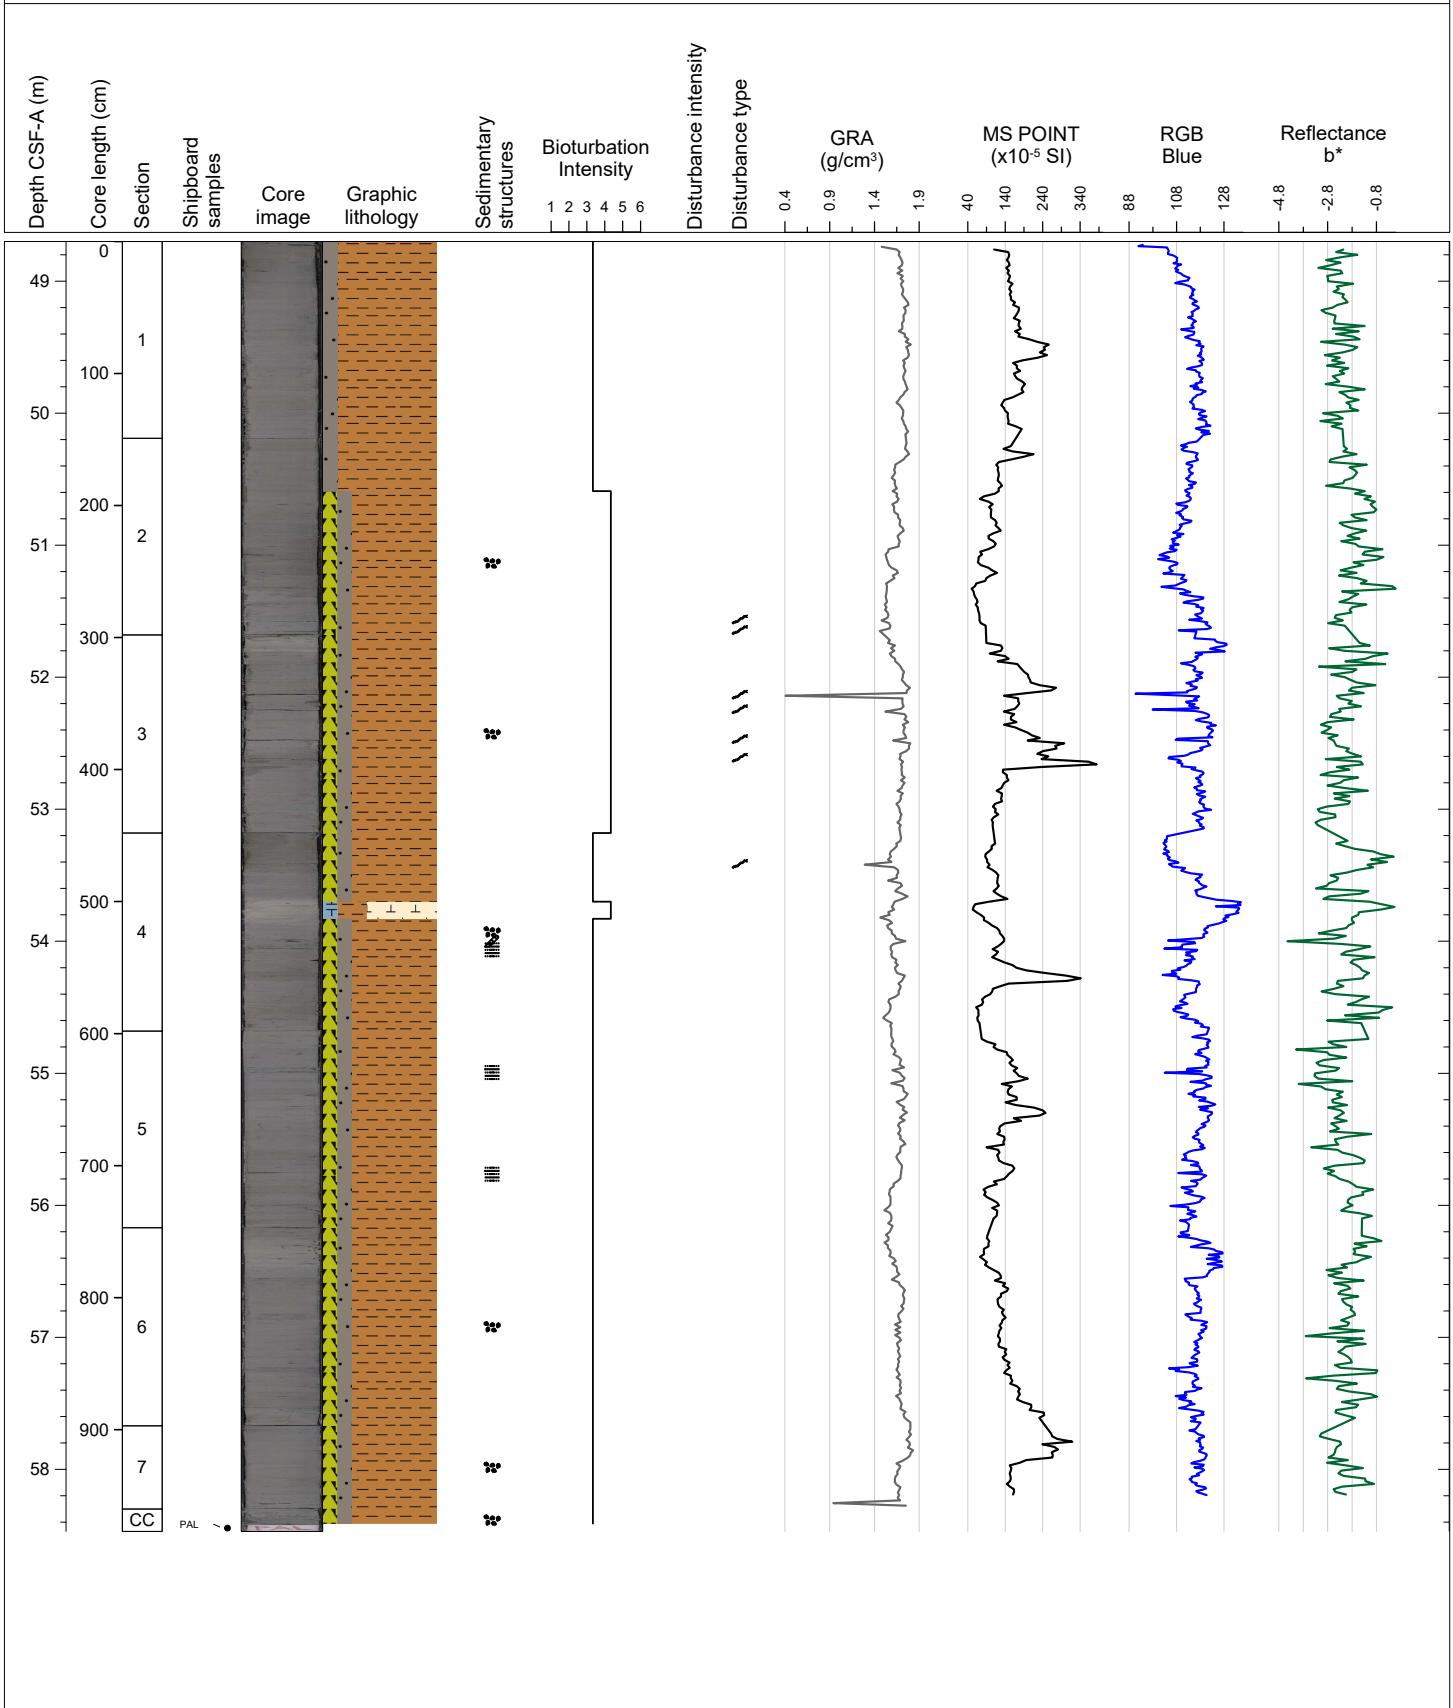 Depth CSF-A (m)
Core length (cm)
Section
Shipboard
samples
Core
image
Graphic
lithology
Sedimentary
structures
Bioturbation
Intensity
1 2 3 4 5 6
Disturbance intensity
Disturbance type
GRA
(g/cm³)
0.4 0.9 1.4 1.9
MS POINT
(x10⁻⁵ SI)
40 140 240 340
RGB
Blue
88 108 128
Reflectance
b*
-4.8 -2.8 -0.8
0
49
1
100
50
200
2
51
300
52
3
400
53
500
4
54
600
55
5
700
56
800
6
57
900
7
58
CC
PAL